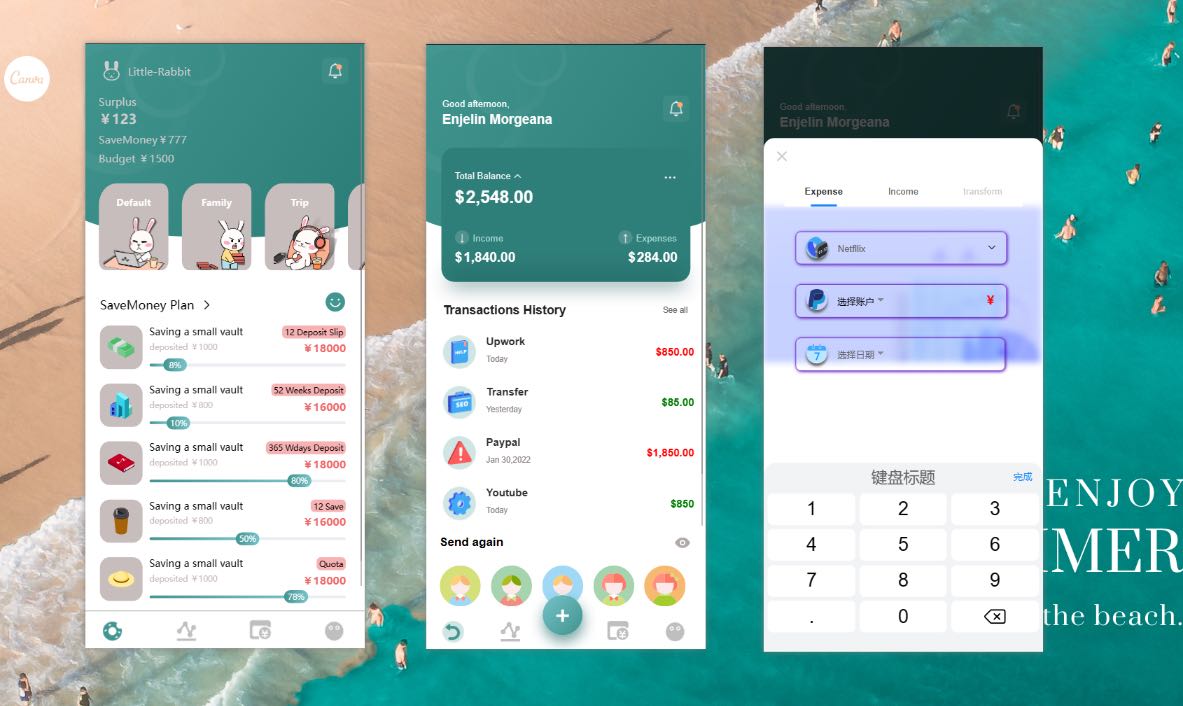 Canva
Little-Rabbit
Surplus
￥123
SaveMoney￥777
Budget ￥1500
Default
Family
Trip
SaveMoney Plan >
Saving a small vault
12 Deposit Slip
deposited ￥1000
￥18000
8%
Saving a small vault
52 Weeks Deposit
deposited ￥800
￥16000
10%
Saving a small vault
365 Wdays Deposit
deposited ￥1000
￥18000
80%
Saving a small vault
12 Save
deposited ￥800
￥16000
50%
Saving a small vault
Quota
deposited ￥1000
￥18000
78%
Good afternoon,
Enjelin Morgeana
Total Balance
...
$2,548.00
Income
Expenses
$1,840.00
$284.00
Transactions History
See all
HELP
Upwork
Today
$850.00
SEO
Transfer
Yesterday
$85.00
Paypal
Jan 30,2022
$1,850.00
Youtube
Today
$850
Send again
+
Good afternoon,
Enjelin Morgeana
Expense
Income
transform
Netfllix
选择账户
￥
7
选择日期
键盘标题
完成
1
2
3
4
5
6
7
8
9
.
0
ENJOY
MER
the beach.